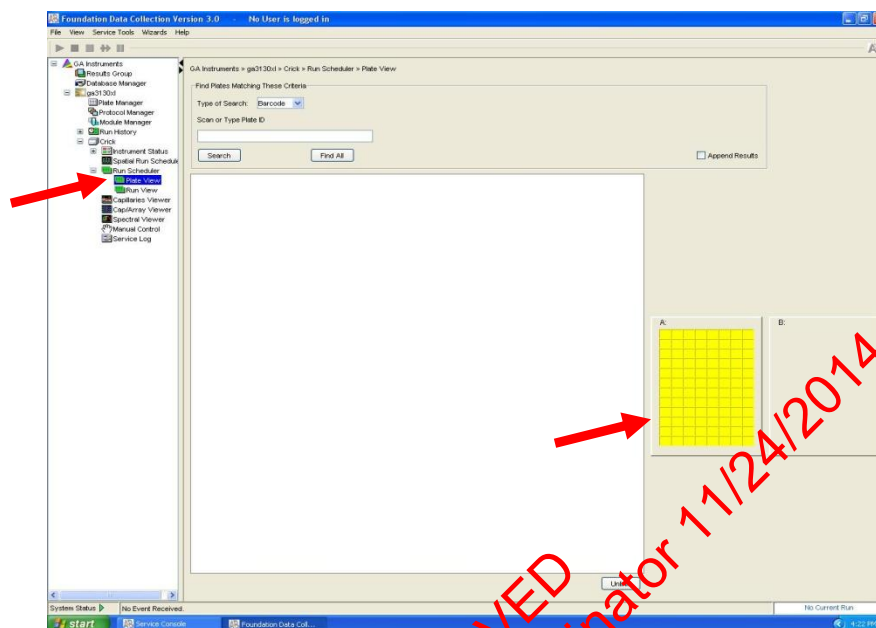 Foundation Data Collection Version 3.0 - No User is logged in
File View Service Tools Wizards Help
GA Instruments
Results Group
Database Manager
ga3130xl
Plate Manager
Protocol Manager
Module Manager
Run History
Crick
Instrument Status
Spatial Run Schedul
Run Scheduler
Plate View
Run View
Capillaries Viewer
Cap/Array Viewer
Spectral Viewer
Manual Control
Service Log
GA Instruments » ga3130xl » Crick » Run Scheduler » Plate View
Find Plates Matching These Criteria
Type of Search: Barcode
Scan or Type Plate ID
Search Find All Append Results
A: B:
11/24/2014
System Status No Event Received. No Current Run
start Service Console Foundation Data Coll... 4:22 PM